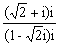 (√2 + i)i
(1 - √2i)i